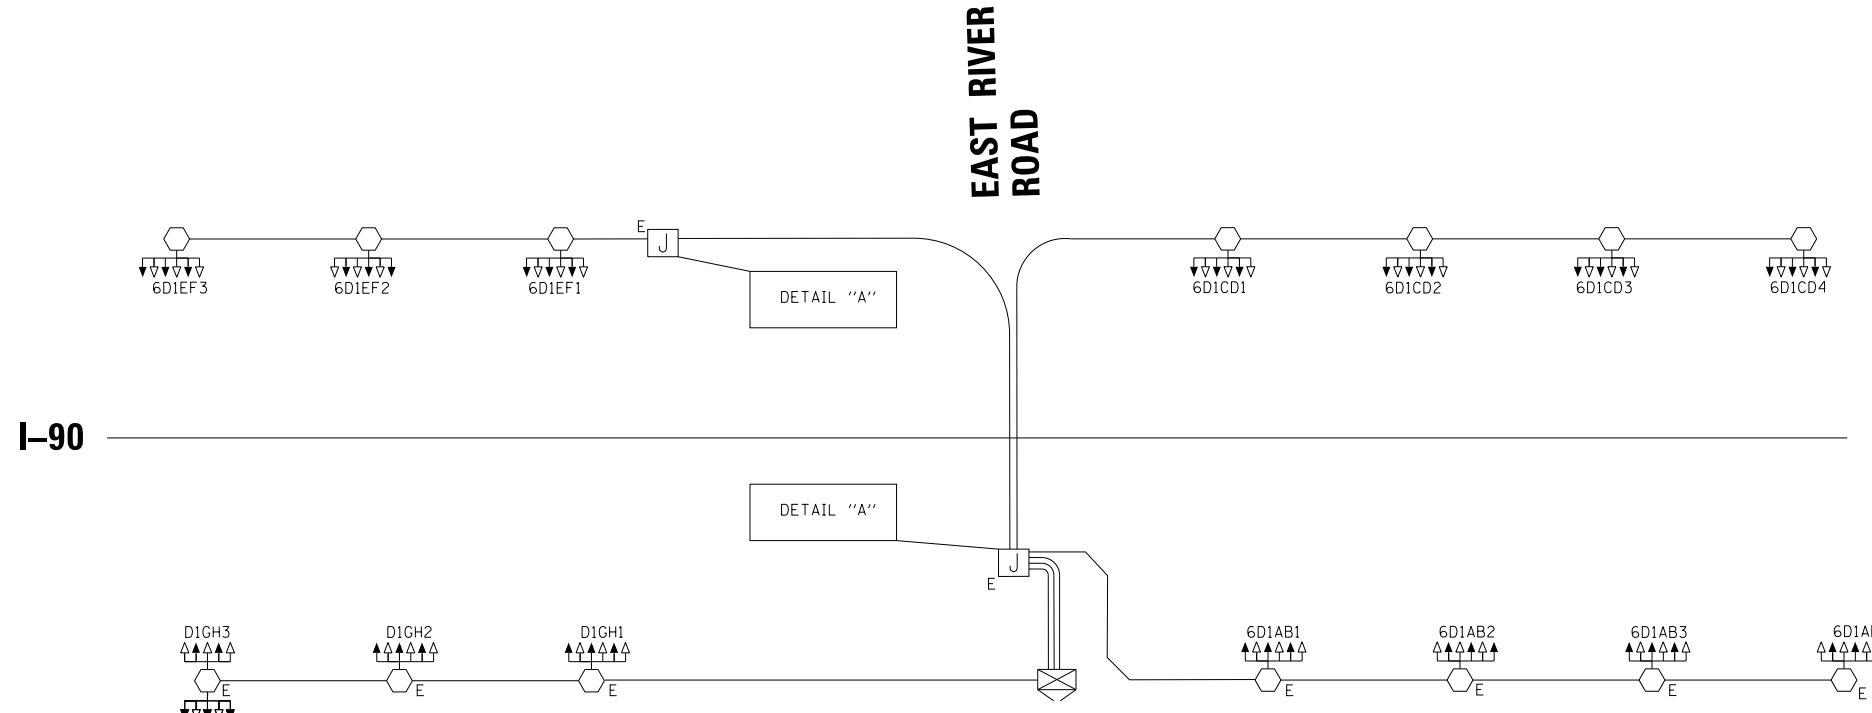 EAST RIVER
ROAD
E
J
6D1EF3
6D1EF2
6D1EF1
6D1CD1
6D1CD2
6D1CD3
6D1CD4
DETAIL "A"
I-90
DETAIL "A"
J
E
D1GH3
D1GH2
D1GH1
6D1AB1
6D1AB2
6D1AB3
E
E
E
E
E
E
E